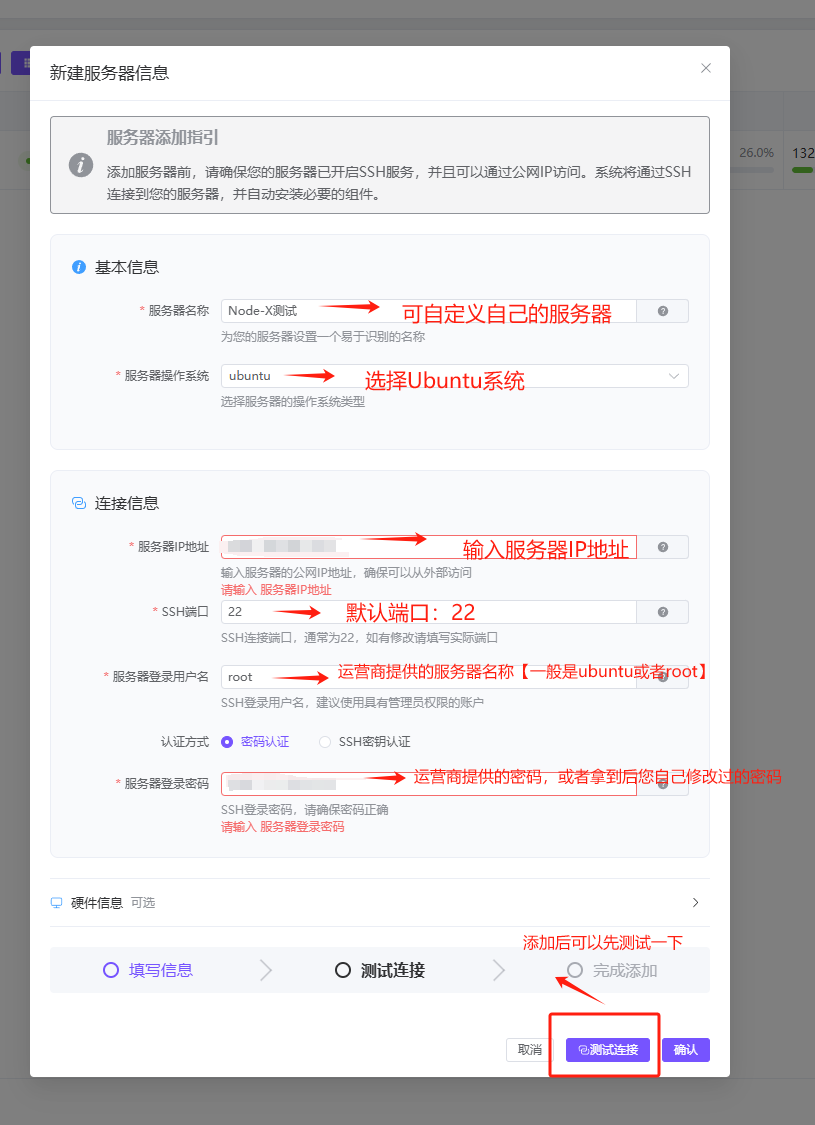 新建服务器信息
服务器添加指引
添加服务器前，请确保您的服务器已开启SSH服务，并且可以通过公网IP访问。系统将通过SSH
连接到您的服务器，并自动安装必要的组件。
26.0%
132
基本信息
* 服务器名称
Node-X测试
可自定义自己的服务器
为您的服务器设置一个易于识别的名称
* 服务器操作系统
ubuntu
选择Ubuntu系统
选择服务器的操作系统类型
连接信息
* 服务器IP地址
输入服务器IP地址
输入服务器的公网IP地址，确保可以从外部访问
请输入 服务器IP地址
* SSH端口
22
默认端口：22
SSH连接端口，通常为22，如有修改请填写实际端口
* 服务器登录用户名
root
运营商提供的服务器名称【一般是ubuntu或者root】
SSH登录用户名，建议使用具有管理员权限的账户
认证方式
密码认证
SSH密钥认证
* 服务器登录密码
运营商提供的密码，或者拿到后您自己修改过的密码
SSH登录密码，请确保密码正确
请输入 服务器登录密码
硬件信息 可选
添加后可以先测试一下
填写信息
测试连接
完成添加
取消
测试连接
确认